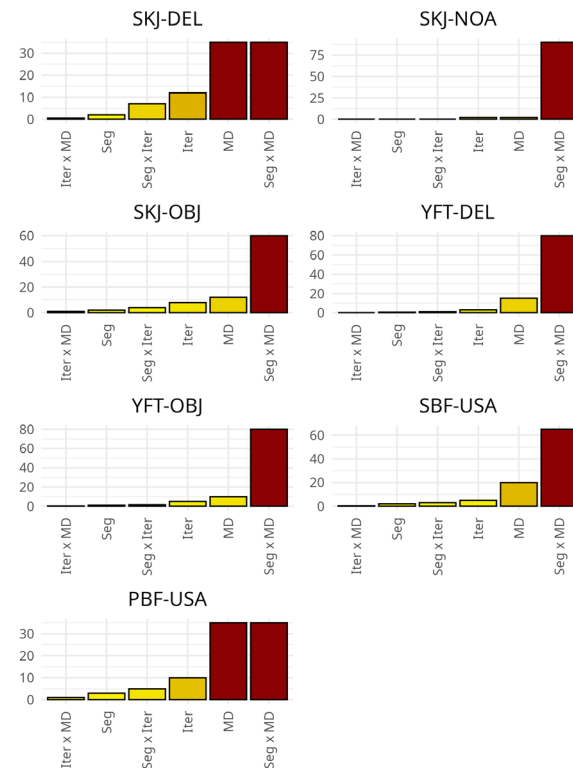 SKJ-DEL
30
20
10
0
Iter x MD
Seg
Seg x Iter
Iter
MD
Seg x MD
SKJ-NOA
75
50
25
0
Iter x MD
Seg
Seg x Iter
Iter
MD
Seg x MD
SKJ-OBJ
60
40
20
0
Iter x MD
Seg
Seg x Iter
Iter
MD
Seg x MD
YFT-DEL
80
60
40
20
0
Iter x MD
Seg
Seg x Iter
Iter
MD
Seg x MD
YFT-OBJ
80
60
40
20
0
Iter x MD
Seg
Seg x Iter
Iter
MD
Seg x MD
SBF-USA
60
40
20
0
Iter x MD
Seg
Seg x Iter
Iter
MD
Seg x MD
PBF-USA
30
20
10
0
Iter x MD
Seg
Seg x Iter
Iter
MD
Seg x MD